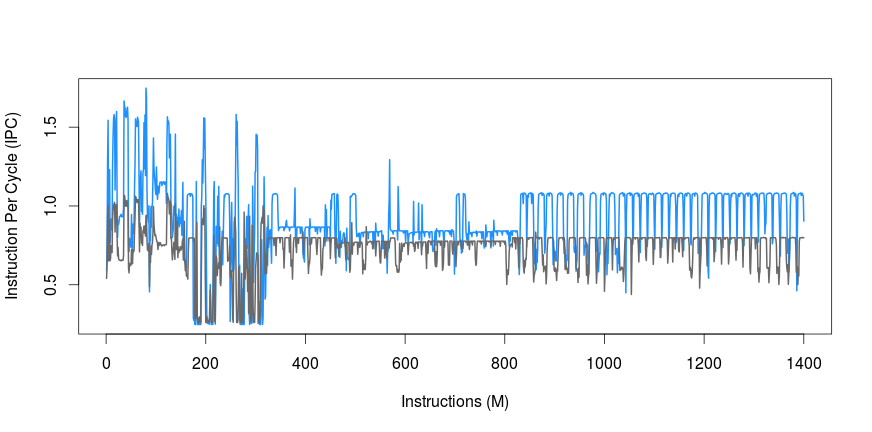 Instruction Per Cycle (IPC)
1.5
1.0
0.5
0 200 400 600 800 1000 1200 1400
Instructions (M)